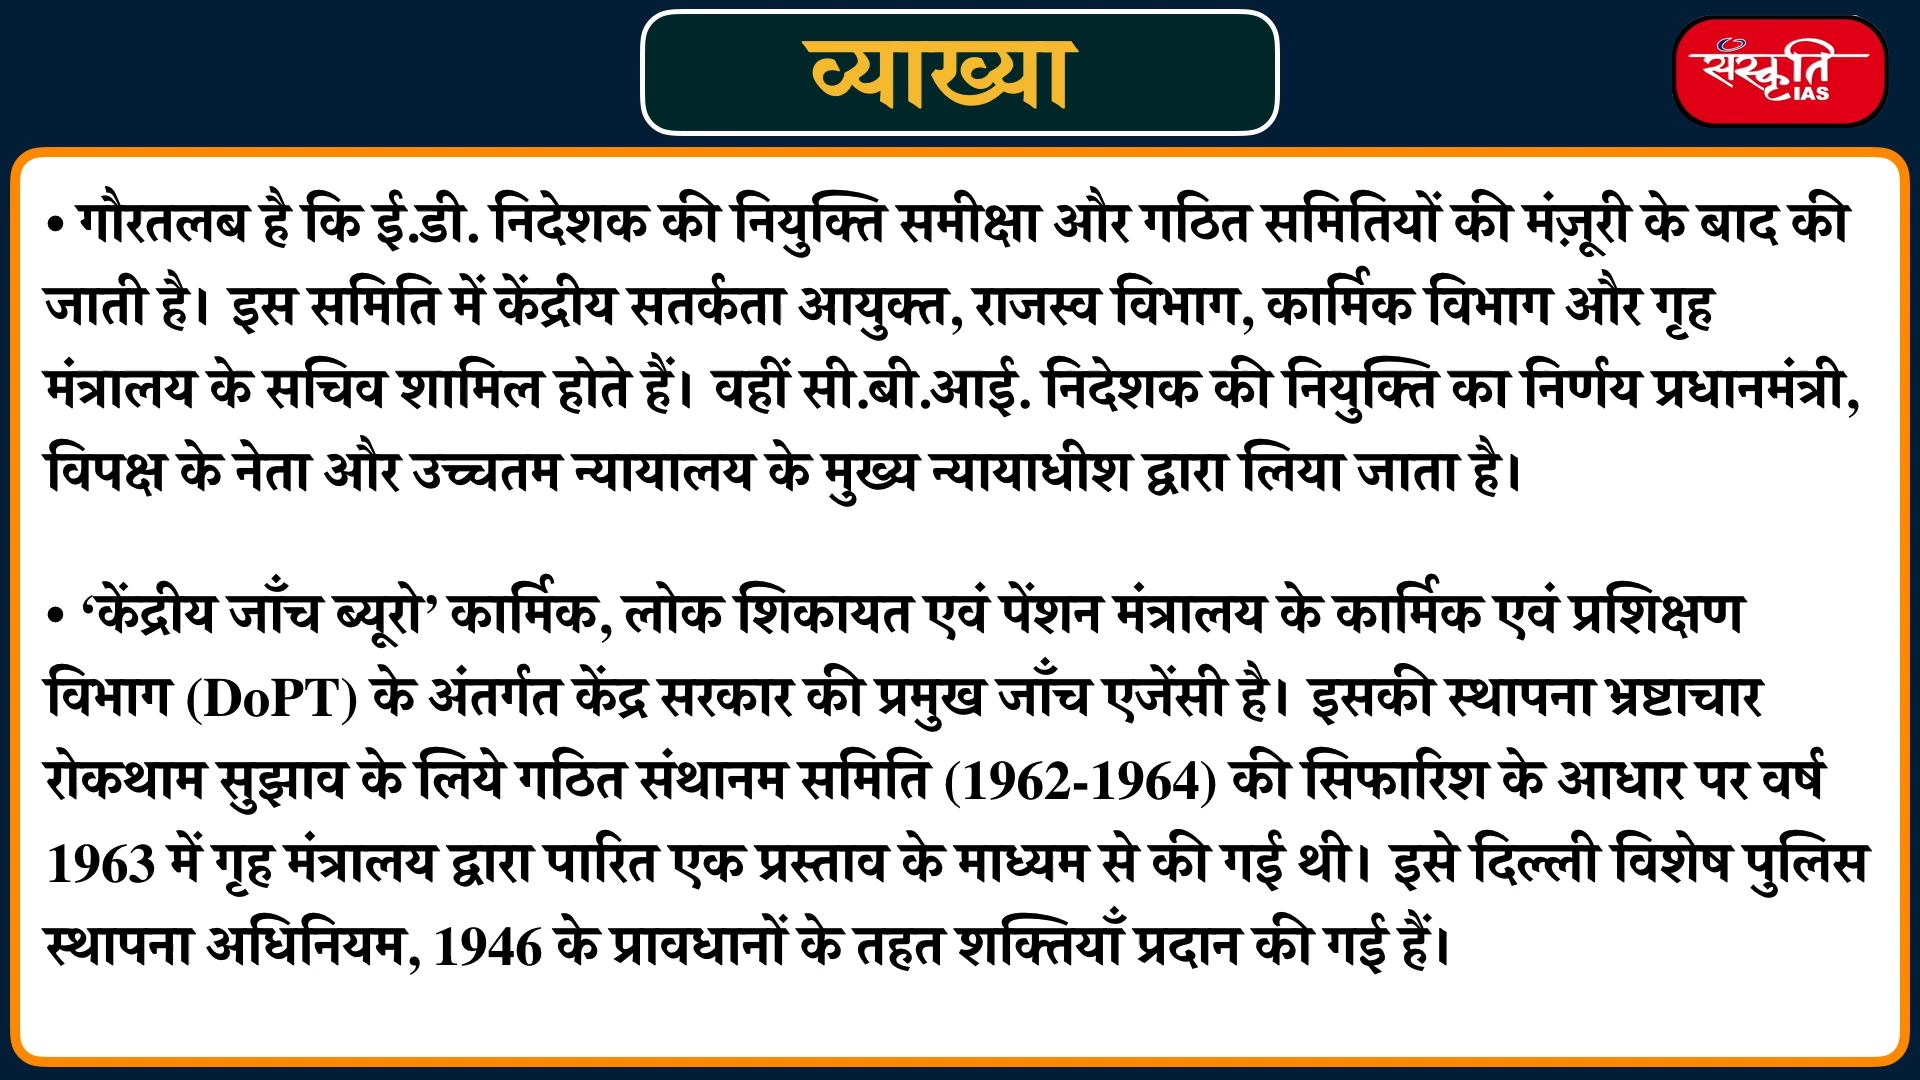 व्याख्या
संस्कृति
IAS
• गौरतलब है कि ई.डी. निदेशक की नियुक्ति समीक्षा और गठित समितियों की मंज़ूरी के बाद की
जाती है। इस समिति में केंद्रीय सतर्कता आयुक्त, राजस्व विभाग, कार्मिक विभाग और गृह
मंत्रालय के सचिव शामिल होते हैं। वहीं सी.बी.आई. निदेशक की नियुक्ति का निर्णय प्रधानमंत्री,
विपक्ष के नेता और उच्चतम न्यायालय के मुख्य न्यायाधीश द्वारा लिया जाता है।
• ‘केंद्रीय जाँच ब्यूरो’ कार्मिक, लोक शिकायत एवं पेंशन मंत्रालय के कार्मिक एवं प्रशिक्षण
विभाग (DoPT) के अंतर्गत केंद्र सरकार की प्रमुख जाँच एजेंसी है। इसकी स्थापना भ्रष्टाचार
रोकथाम सुझाव के लिये गठित संथानम समिति (1962-1964) की सिफारिश के आधार पर वर्ष
1963 में गृह मंत्रालय द्वारा पारित एक प्रस्ताव के माध्यम से की गई थी। इसे दिल्ली विशेष पुलिस
स्थापना अधिनियम, 1946 के प्रावधानों के तहत शक्तियाँ प्रदान की गई हैं।